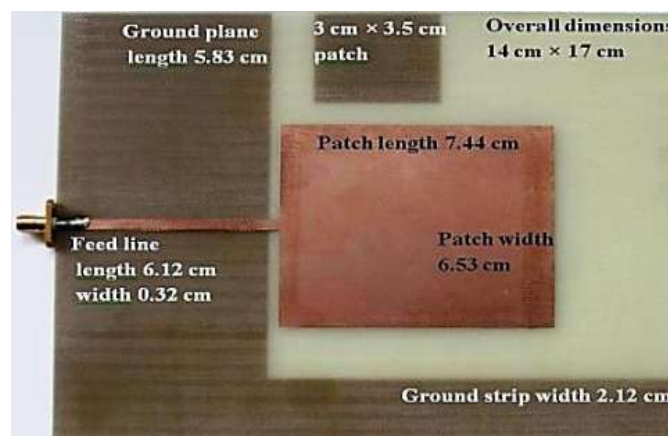 Ground plane
length 5.83 cm
3 cm × 3.5 cm
patch
Overall dimensions
14 cm × 17 cm
Patch length 7.44 cm
Patch width
6.53 cm
Feed line
length 6.12 cm
width 0.32 cm
Ground strip width 2.12 cm